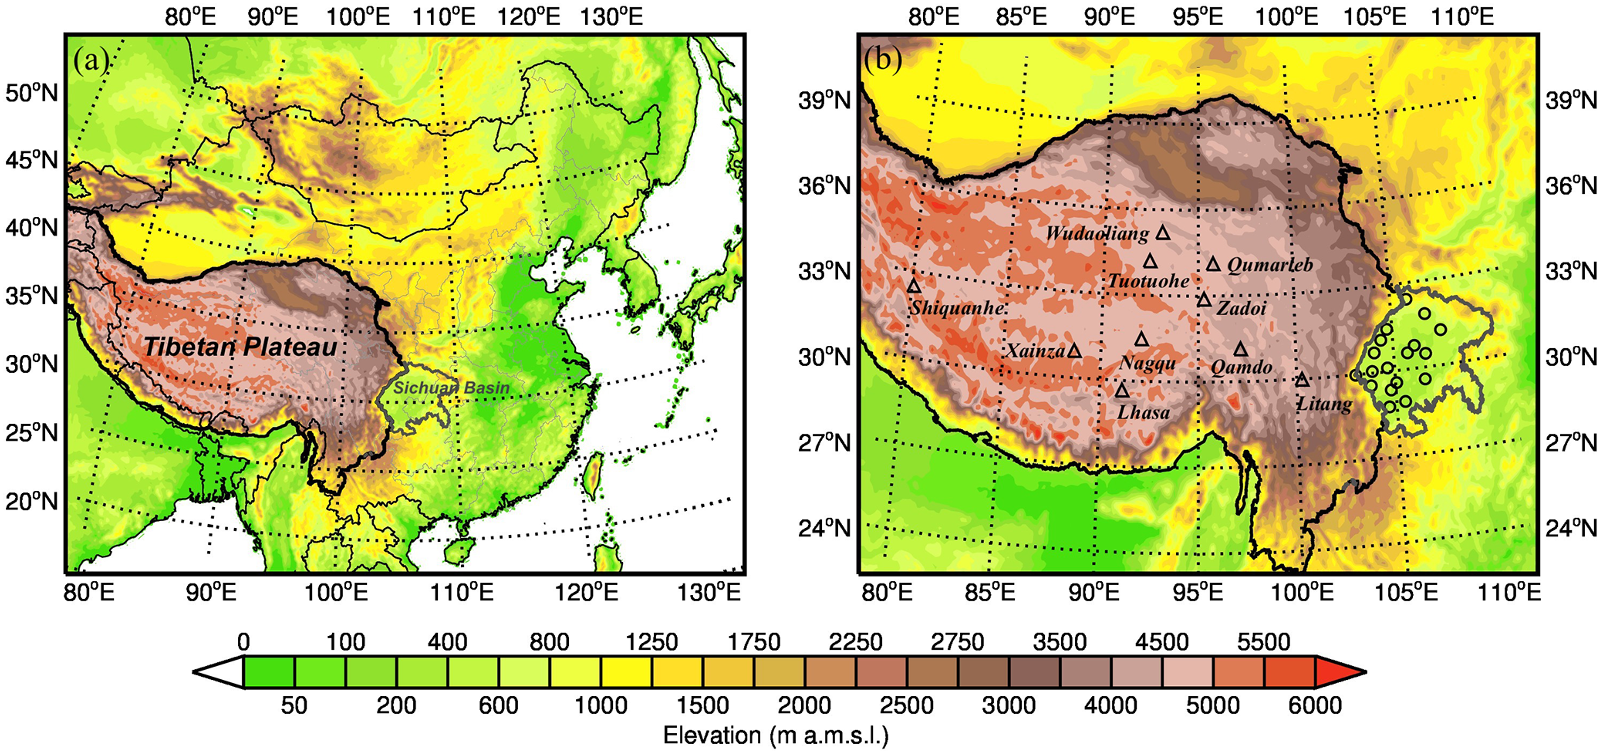 80°E 90°E 100°E 110°E 120°E 130°E
80°E 85°E 90°E 95°E 100°E 105°E 110°E
(a)
50°N
45°N
40°N
35°N
30°N
25°N
20°N
Tibetan Plateau
Sichuan Basin
80°E 90°E 100°E 110°E 120°E 130°E
(b)
39°N 39°N
36°N 36°N
33°N 33°N
30°N 30°N
27°N 27°N
24°N 24°N
Wudaoliang
Tuotuohe
Qumarleb
Shiquanhe
Zadoi
Xainza
Nagqu
Qamdo
Lhasa
Litang
80°E 85°E 90°E 95°E 100°E 105°E 110°E
0 100 400 800 1250 1750 2250 2750 3500 4500 5500
50 200 600 1000 1500 2000 2500 3000 4000 5000 6000
Elevation (m a.m.s.l.)